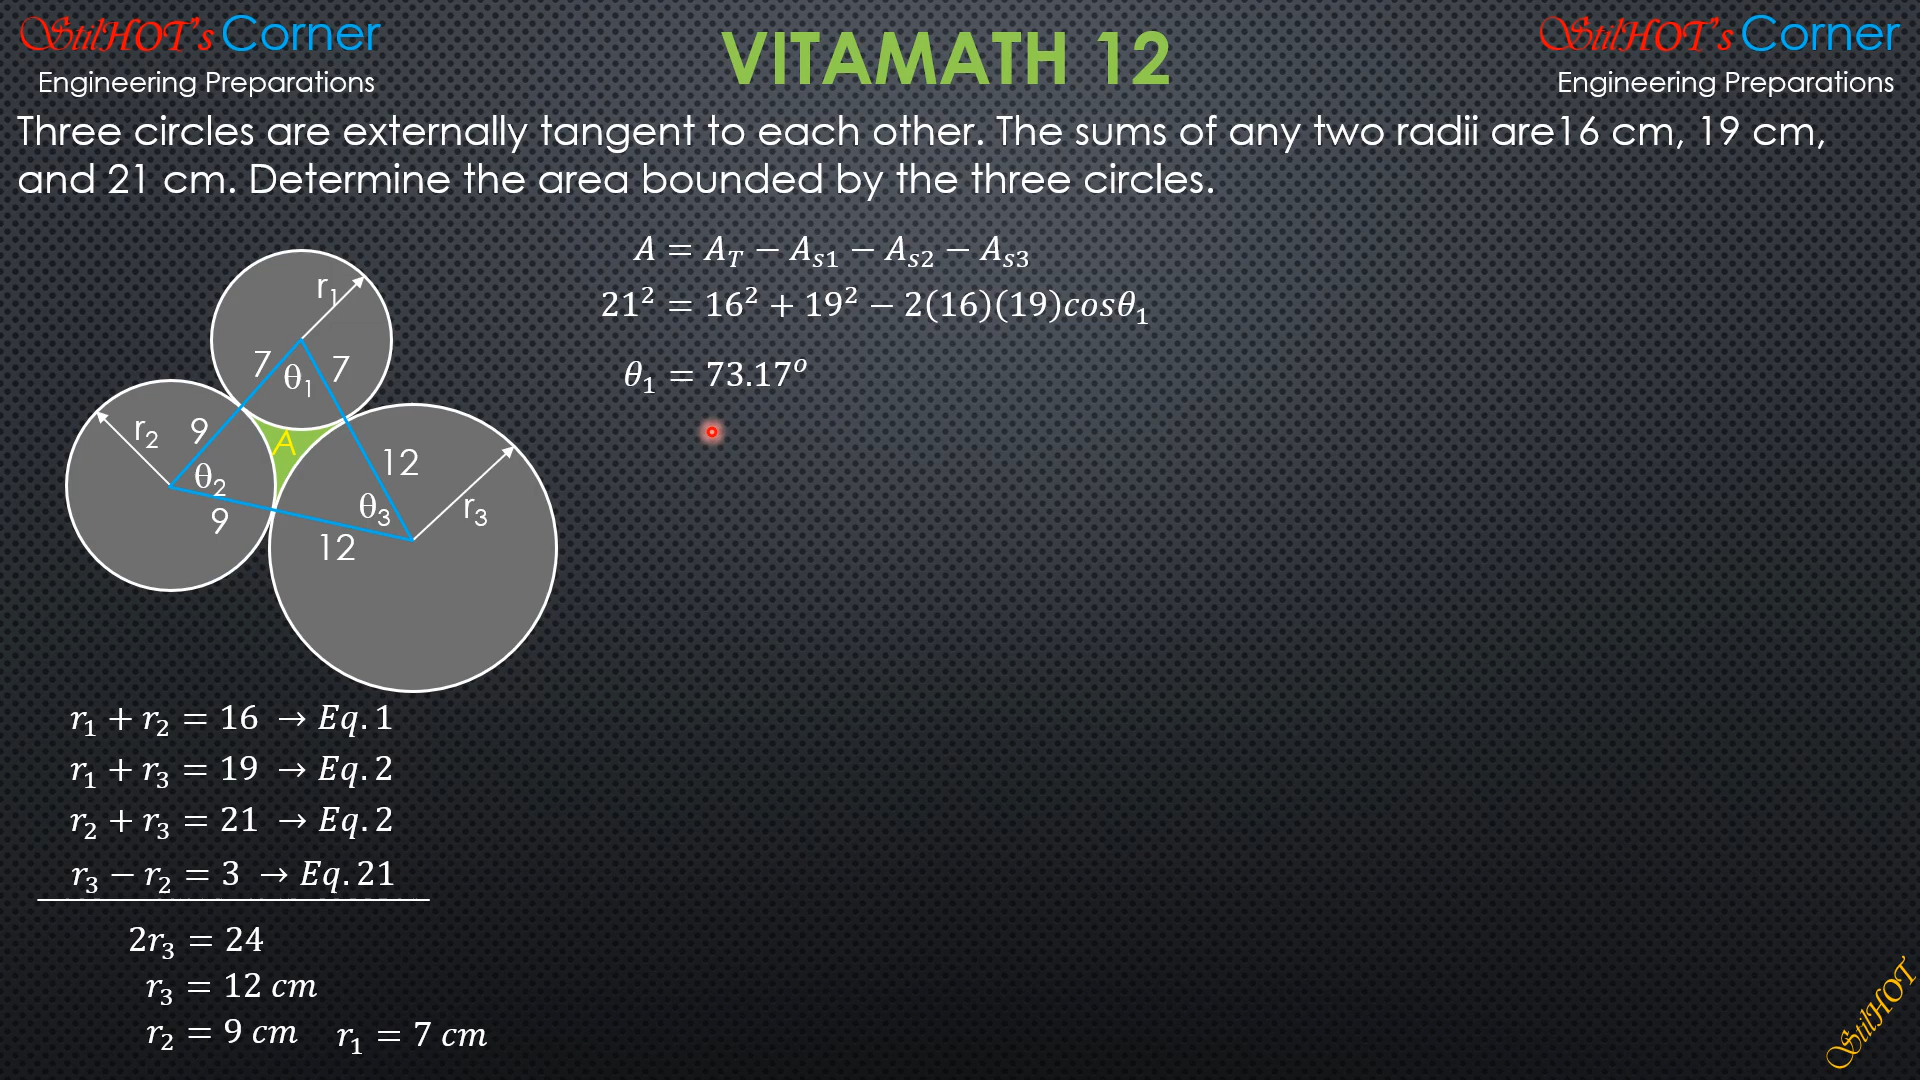 StilHOT's Corner
Engineering Preparations
VITAMATH 12
StilHOT's Corner
Engineering Preparations
Three circles are externally tangent to each other. The sums of any two radii are16 cm, 19 cm,
and 21 cm. Determine the area bounded by the three circles.
A = A_T − A_s1 − A_s2 − A_s3
21² = 16² + 19² − 2(16)(19)cosθ₁
θ₁ = 73.17ᵒ
r₁
7
θ₁
7
r₂
9
A
12
θ₂
θ₃
r₃
9
12
r₁ + r₂ = 16 → Eq. 1
r₁ + r₃ = 19 → Eq. 2
r₂ + r₃ = 21 → Eq. 2
r₃ − r₂ = 3 → Eq. 21
2r₃ = 24
r₃ = 12 cm
r₂ = 9 cm r₁ = 7 cm
StilHOT